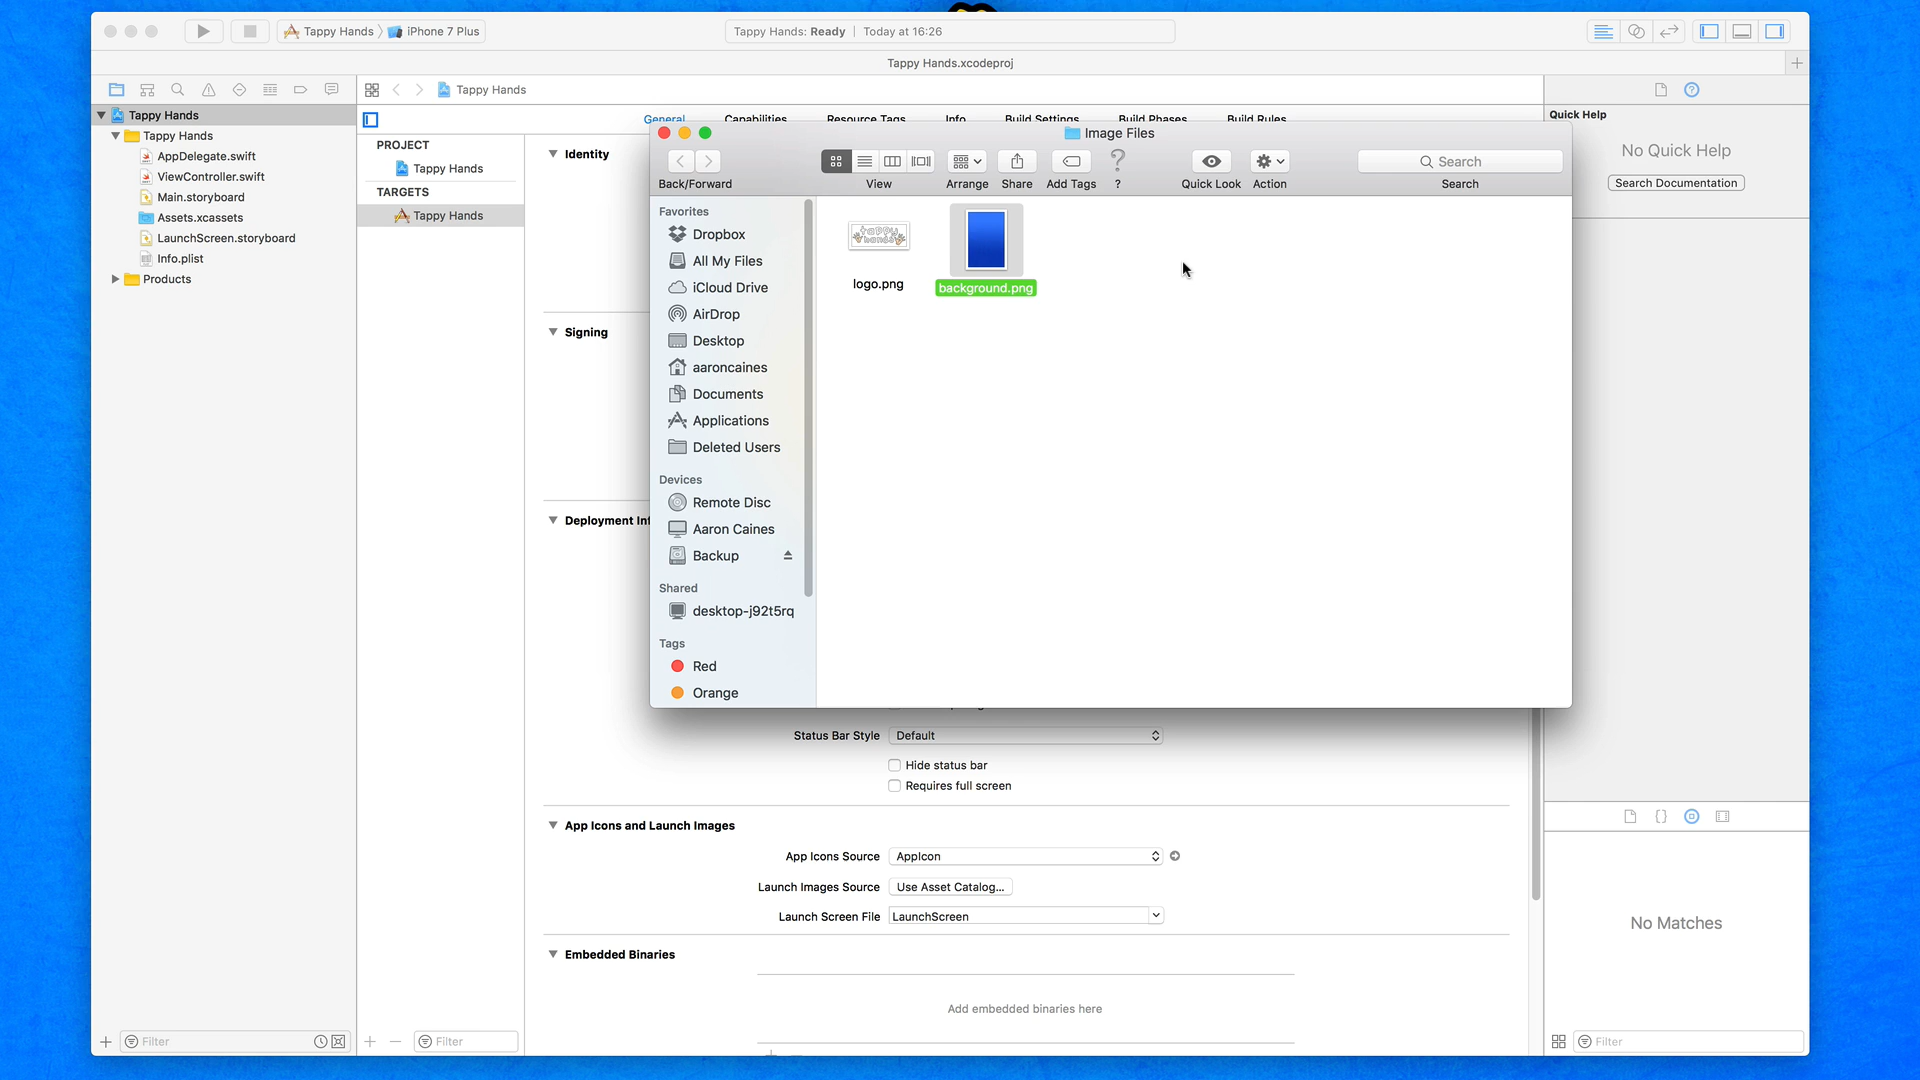 Tappy Hands
iPhone 7 Plus
Tappy Hands: Ready | Today at 16:26
Tappy Hands.xcodeproj
Tappy Hands
Tappy Hands
Tappy Hands
AppDelegate.swift
ViewController.swift
Main.storyboard
Assets.xcassets
LaunchScreen.storyboard
Info.plist
Products
Filter
General Capabilities Resource Tags Info Build Settings Build Phases Build Rules
PROJECT
Tappy Hands
TARGETS
Tappy Hands
Filter
Identity
Signing
Deployment Inf
Image Files
Back/Forward
View
Arrange
Share
Add Tags
?
Quick Look
Action
Search
Search
Favorites
Dropbox
All My Files
iCloud Drive
AirDrop
Desktop
aaroncaines
Documents
Applications
Deleted Users
Devices
Remote Disc
Aaron Caines
Backup
Shared
desktop-j92t5rq
Tags
Red
Orange
tappy
hands
logo.png
background.png
Status Bar Style Default
Hide status bar
Requires full screen
App Icons and Launch Images
App Icons Source AppIcon
Launch Images Source Use Asset Catalog...
Launch Screen File LaunchScreen
Embedded Binaries
Add embedded binaries here
Quick Help
No Quick Help
Search Documentation
{}
No Matches
Filter